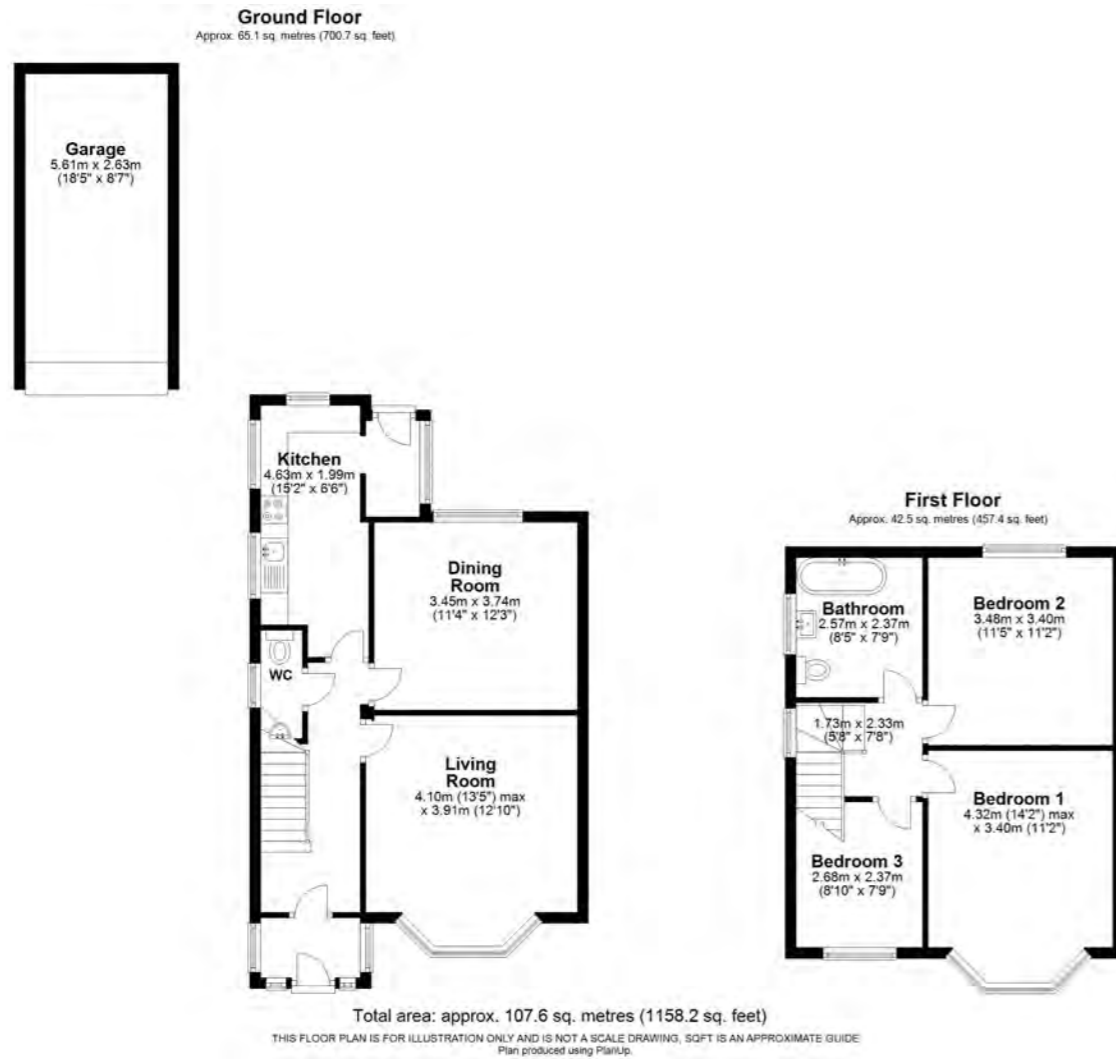 Ground Floor
Approx. 65.1 sq. metres (700.7 sq. feet)
Garage
5.61m x 2.63m
(18'5" x 8'7")
Kitchen
4.63m x 1.99m
(15'2" x 6'6")
Dining
Room
3.45m x 3.74m
(11'4" x 12'3")
WC
Living
Room
4.10m (13'5") max
x 3.91m (12'10")
First Floor
Approx. 42.5 sq. metres (457.4 sq. feet)
Bathroom
2.57m x 2.37m
(8'5" x 7'9")
Bedroom 2
3.48m x 3.40m
(11'5" x 11'2")
1.73m x 2.33m
(5'8" x 7'8")
Bedroom 1
4.32m (14'2") max
x 3.40m (11'2")
Bedroom 3
2.68m x 2.37m
(8'10" x 7'9")
Total area: approx. 107.6 sq. metres (1158.2 sq. feet)
THIS FLOOR PLAN IS FOR ILLUSTRATION ONLY AND IS NOT A SCALE DRAWING, SQFT IS AN APPROXIMATE GUIDE
Plan produced using PlanUp.